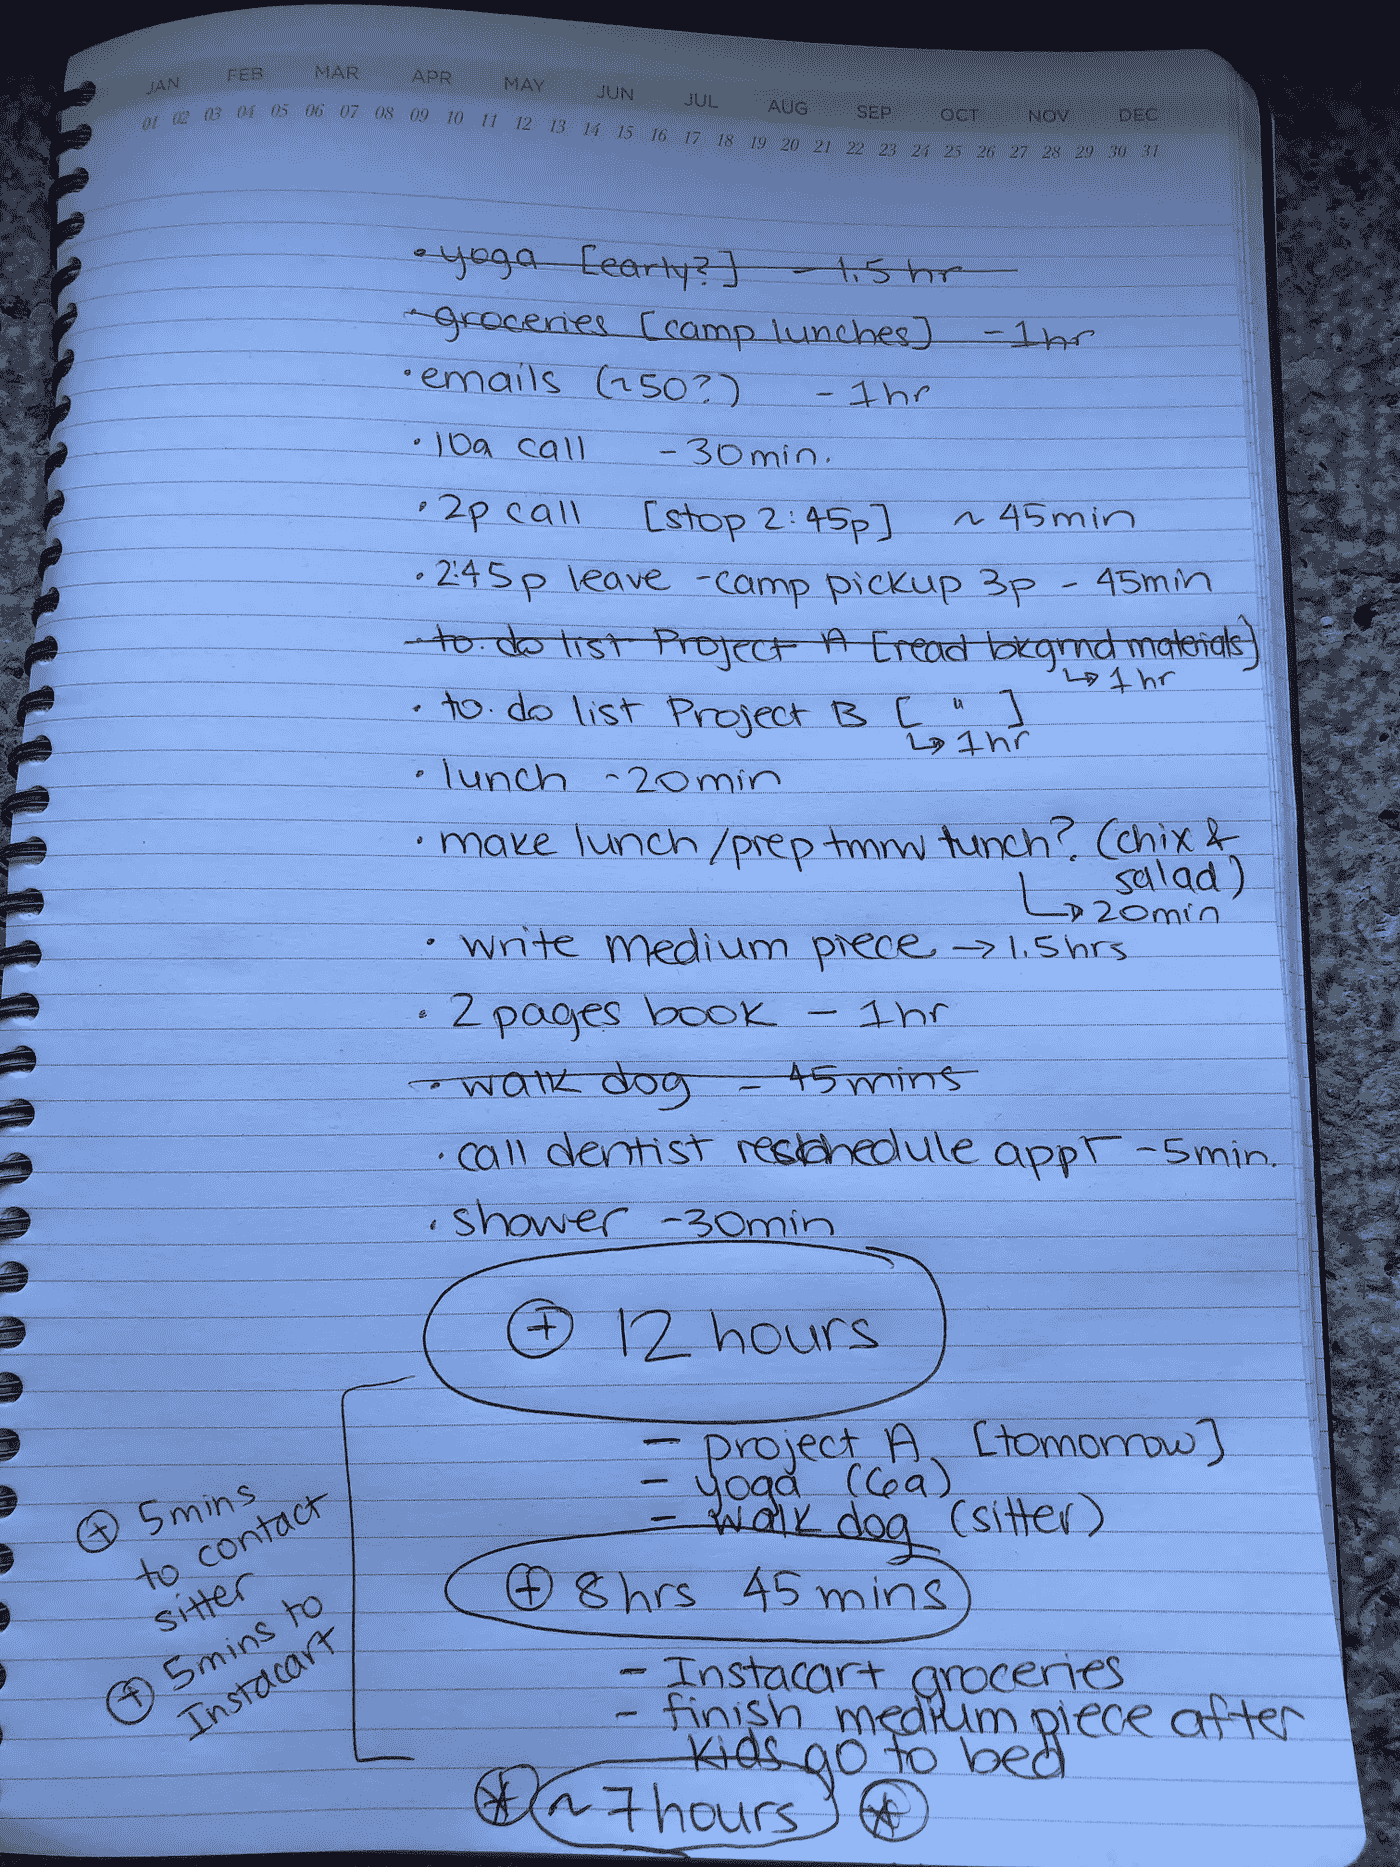 JAN FEB MAR APR MAY JUN JUL AUG SEP OCT NOV DEC
01 02 03 04 05 06 07 08 09 10 11 12 13 14 15 16 17 18 19 20 21 22 23 24 25 26 27 28 29 30 31
• yoga [early?] - 1.5 hr
- groceries [camp lunches] - 1hr
• emails (~50?) - 1hr
• 10a call - 30min.
• 2p call [stop 2:45p] ~ 45min
• 2:45p leave - camp pickup 3p - 45min
- to.do list Project A [read bkgrnd materials]
↳ 1hr
• to.do list Project B [ " ]
↳ 1hr
• lunch ~20min
• make lunch/prep tmrw lunch? (chix &
salad)
↳ 20min
• write medium piece → 1.5hrs
• 2 pages book - 1hr
• walk dog - 45mins
• call dentist reschedule appt - 5min.
• shower - 30min
+ 12 hours
- project A [tomorrow]
- yoga (6a)
- walk dog (sitter)
+ 8hrs 45mins
- Instacart groceries
- finish medium piece after
kids go to bed
* ~ 7hours *
+ 5mins
to contact
sitter
+ 5mins to
Instacart